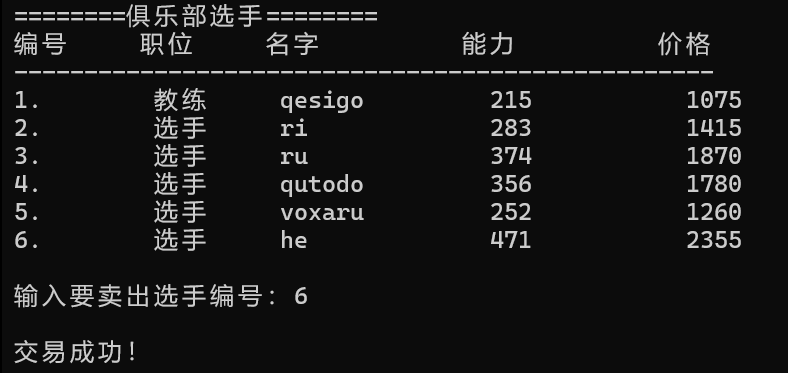 ========俱乐部选手========
编号 职位 名字 能力 价格
--------------------------------------------------
1. 教练 qesigo 215 1075
2. 选手 ri 283 1415
3. 选手 ru 374 1870
4. 选手 qutodo 356 1780
5. 选手 voxaru 252 1260
6. 选手 he 471 2355
输入要卖出选手编号: 6
交易成功!